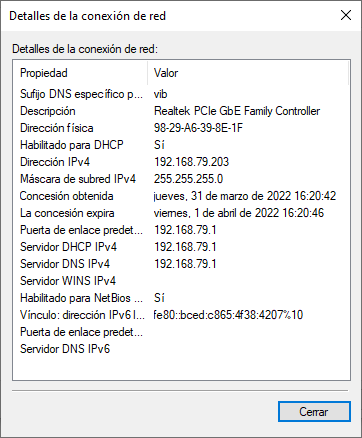 Detalles de la conexión de red
Detalles de la conexión de red:
Propiedad Valor
Sufijo DNS específico p... vib
Descripción Realtek PCIe GbE Family Controller
Dirección física 98-29-A6-39-8E-1F
Habilitado para DHCP Sí
Dirección IPv4 192.168.79.203
Máscara de subred IPv4 255.255.255.0
Concesión obtenida jueves, 31 de marzo de 2022 16:20:42
La concesión expira viernes, 1 de abril de 2022 16:20:46
Puerta de enlace predet... 192.168.79.1
Servidor DHCP IPv4 192.168.79.1
Servidor DNS IPv4 192.168.79.1
Servidor WINS IPv4
Habilitado para NetBios ... Sí
Vínculo: dirección IPv6 l... fe80::bced:c865:4f38:4207%10
Puerta de enlace predet...
Servidor DNS IPv6
Cerrar